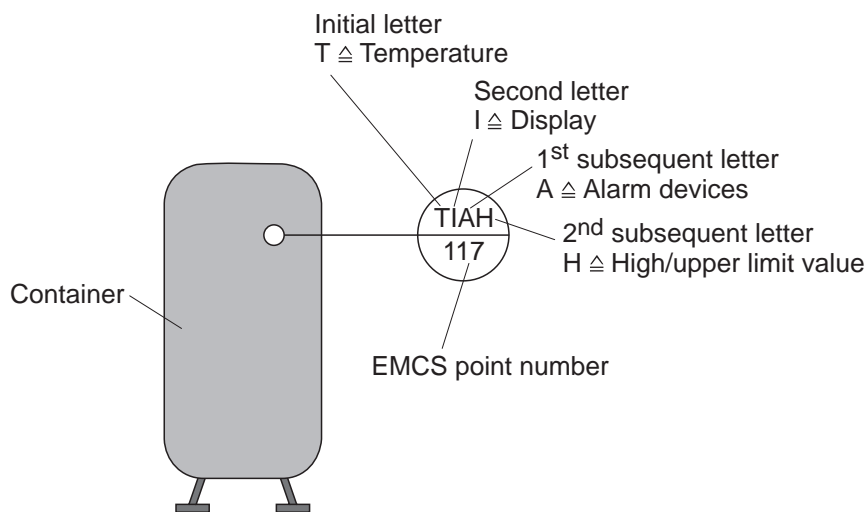 Initial letter
T ≙ Temperature
Second letter
I ≙ Display
1st subsequent letter
A ≙ Alarm devices
TIAH
117
2nd subsequent letter
H ≙ High/upper limit value
Container
EMCS point number